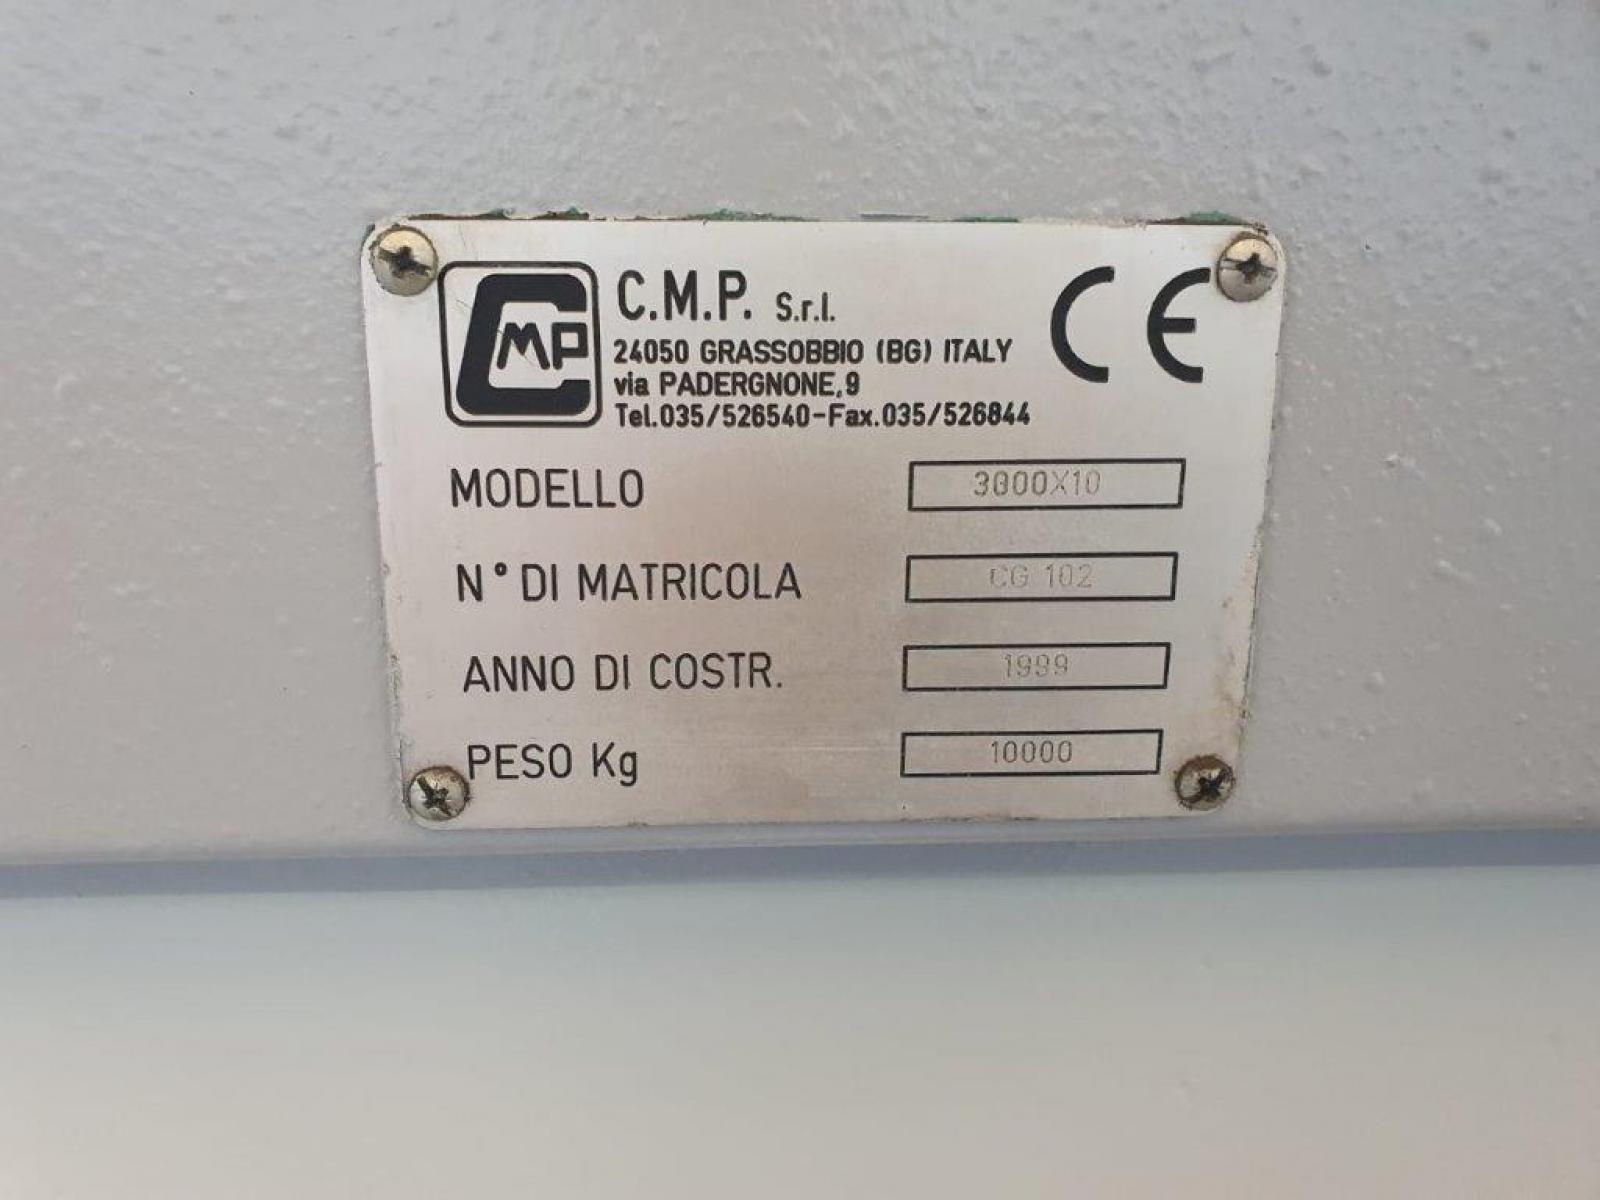 CMP
C.M.P. S.r.l.
CE
24050 GRASSOBBIO (BG) ITALY
via PADERGNONE,9
Tel.035/526540-Fax.035/526844
MODELLO 3000X10
N° DI MATRICOLA CG 102
ANNO DI COSTR. 1999
PESO Kg 10000